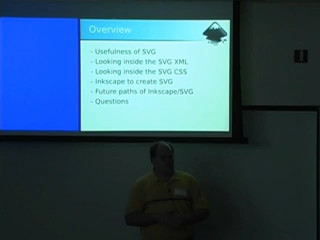 Overview
- Usefulness of SVG
- Looking inside the SVG XML
- Looking inside the SVG CSS
- Inkscape to create SVG
- Future paths of Inkscape/SVG
- Questions